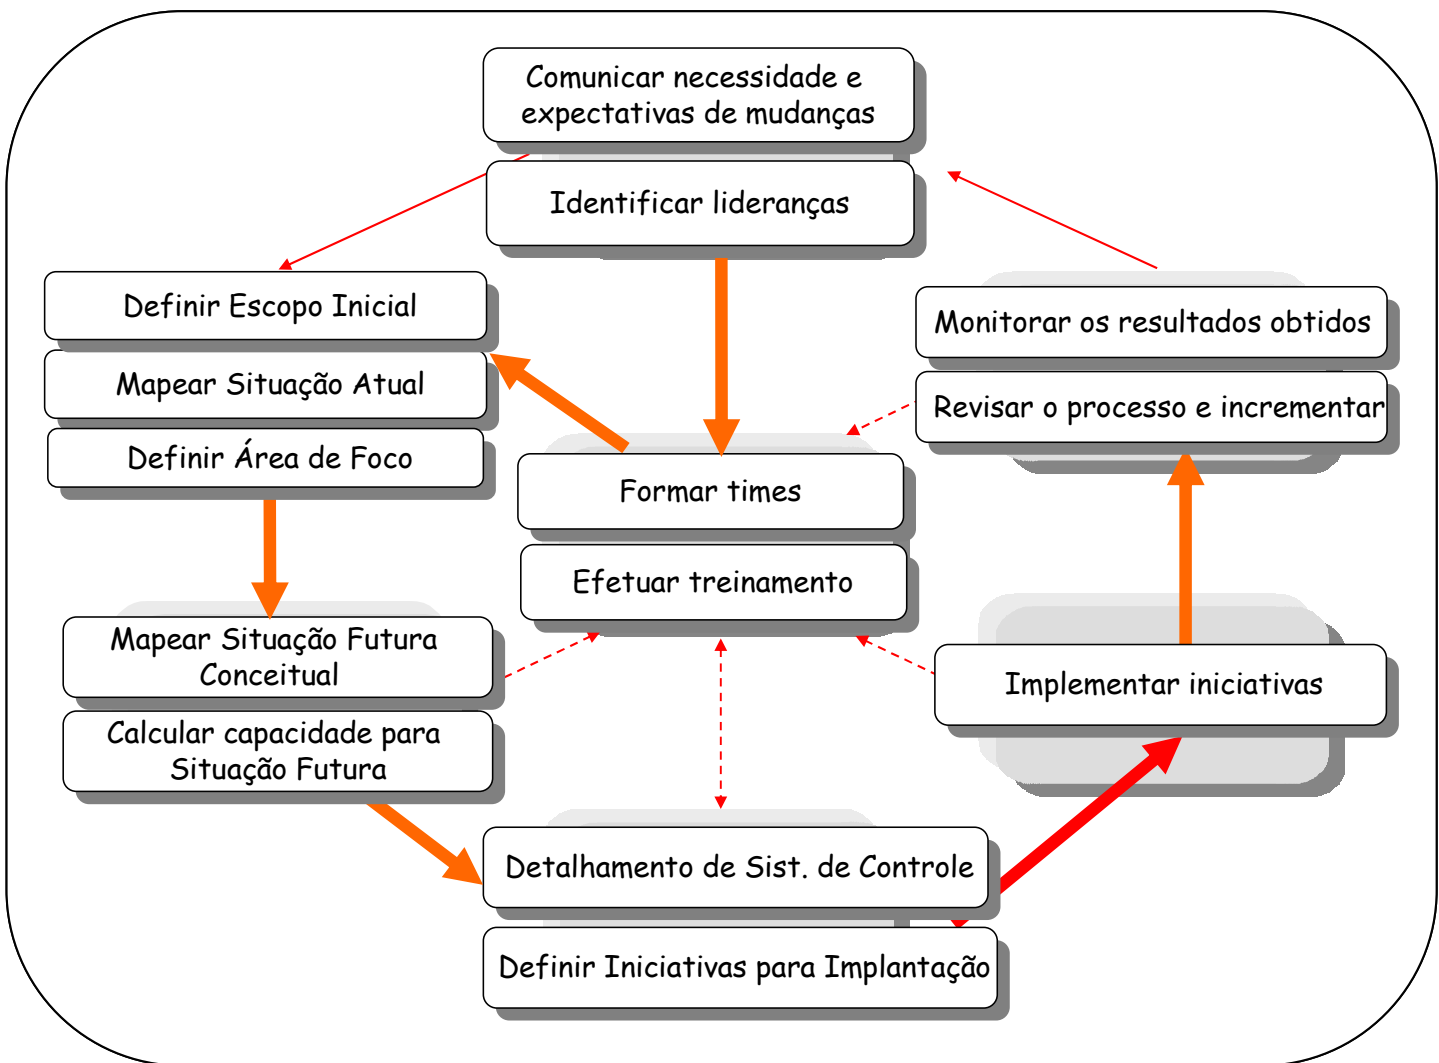 Comunicar necessidade e
expectativas de mudanças
Identificar lideranças
Definir Escopo Inicial
Mapear Situação Atual
Definir Área de Foco
Monitorar os resultados obtidos
Revisar o processo e incrementar
Formar times
Efetuar treinamento
Mapear Situação Futura
Conceitual
Calcular capacidade para
Situação Futura
Implementar iniciativas
Detalhamento de Sist. de Controle
Definir Iniciativas para Implantação